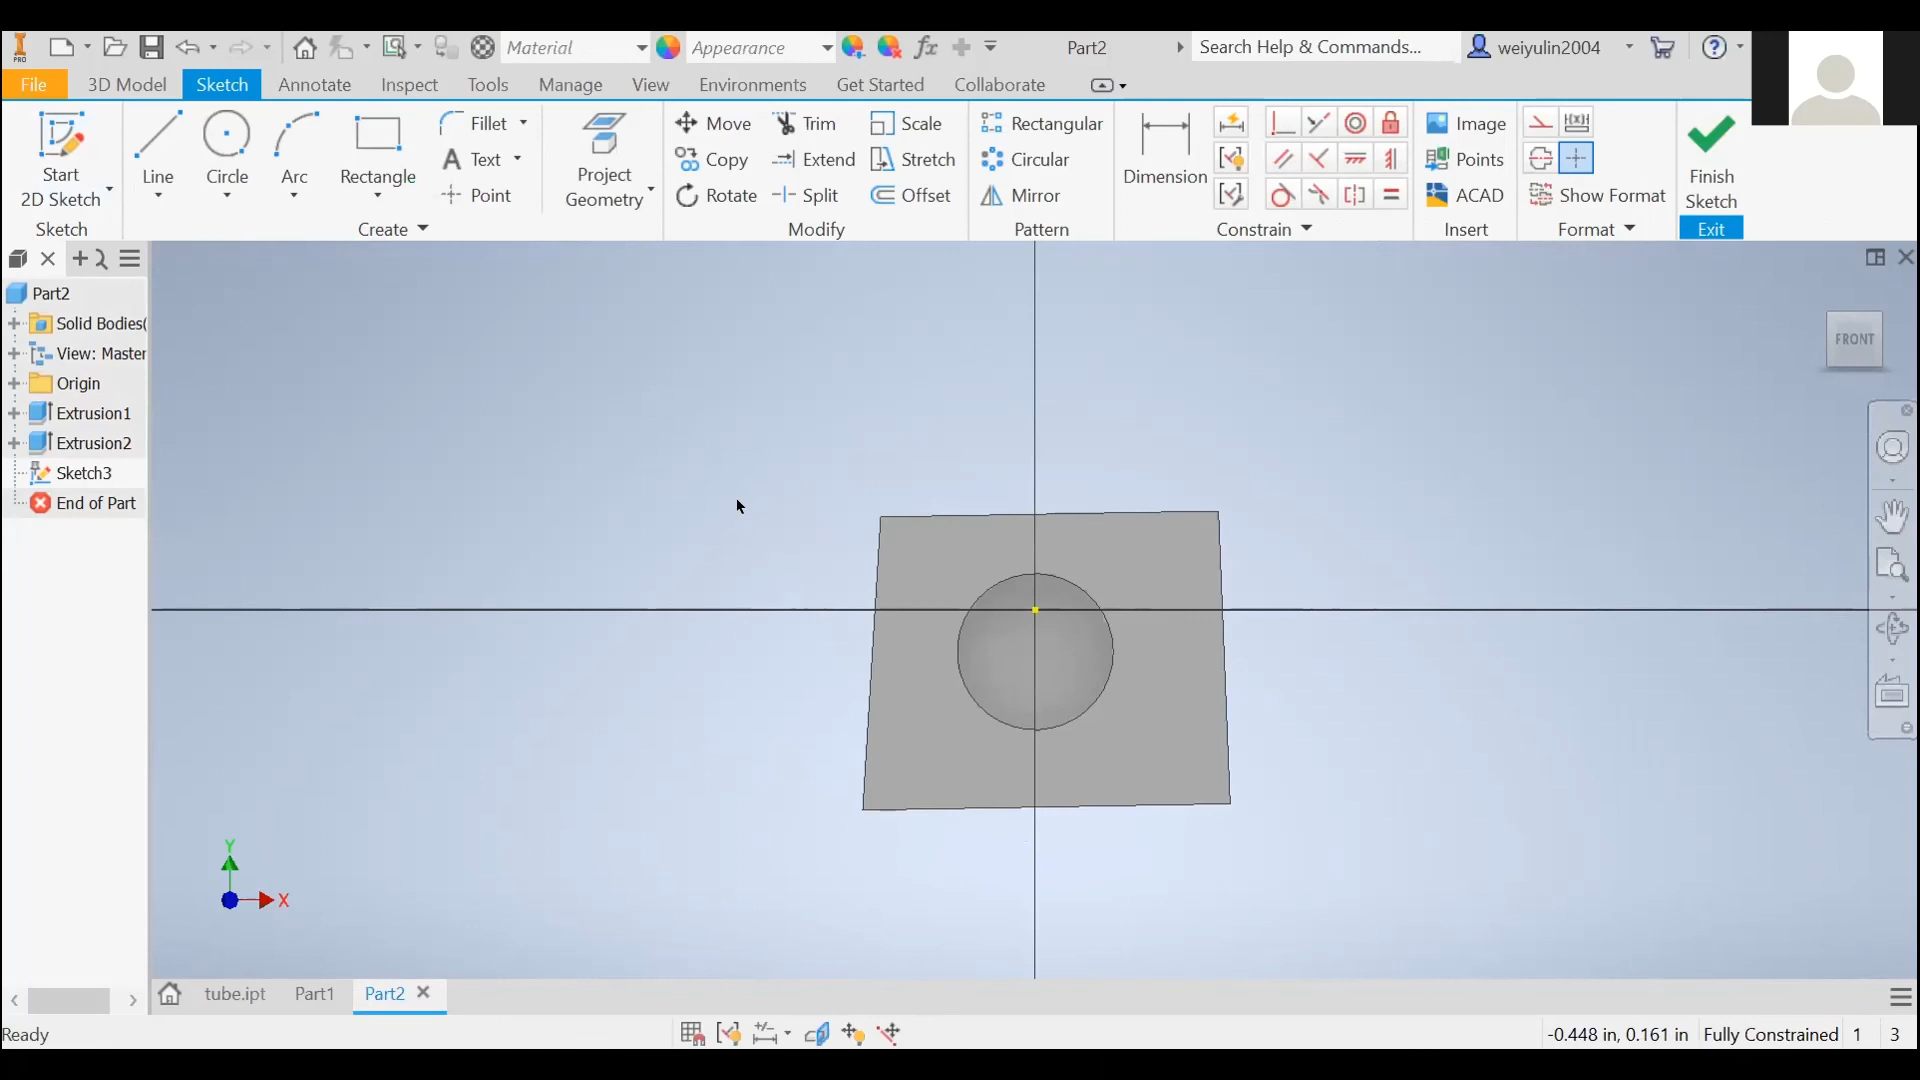 PRO
Material
Appearance
fx
Part2
Search Help & Commands...
weiyulin2004
?
File
3D Model
Sketch
Annotate
Inspect
Tools
Manage
View
Environments
Get Started
Collaborate
Start
2D Sketch
Line
Circle
Arc
Rectangle
Fillet
A Text
Point
Project
Geometry
Move
Copy
Rotate
Trim
Extend
Split
Scale
Stretch
Offset
Rectangular
Circular
Mirror
Dimension
Image
Points
ACAD
Show Format
Finish
Sketch
Sketch
Create
Modify
Pattern
Constrain
Insert
Format
Exit
Part2
Solid Bodies(
View: Master
Origin
Extrusion1
Extrusion2
Sketch3
End of Part
FRONT
Y
X
tube.ipt
Part1
Part2
Ready
-0.448 in, 0.161 in
Fully Constrained
1
3